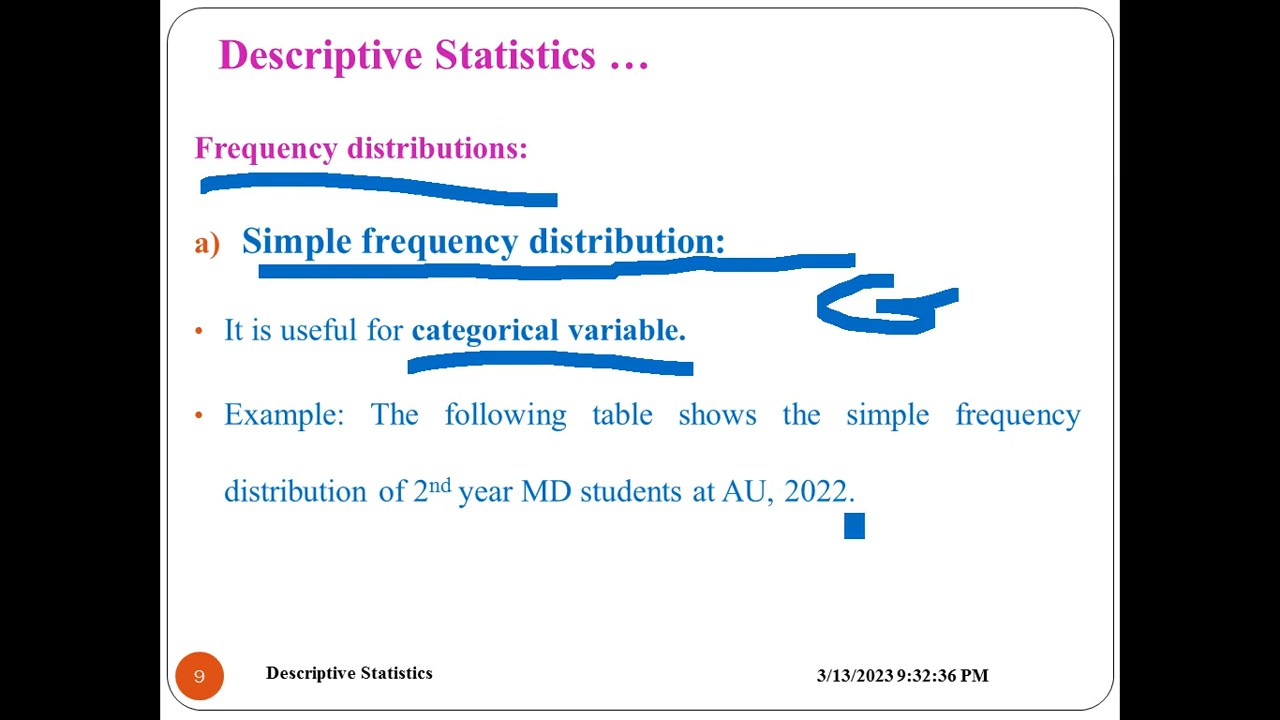 Descriptive Statistics …
Frequency distributions:
a) Simple frequency distribution:
• It is useful for categorical variable.
• Example: The following table shows the simple frequency
distribution of 2nd year MD students at AU, 2022.
9 Descriptive Statistics 3/13/2023 9:32:36 PM